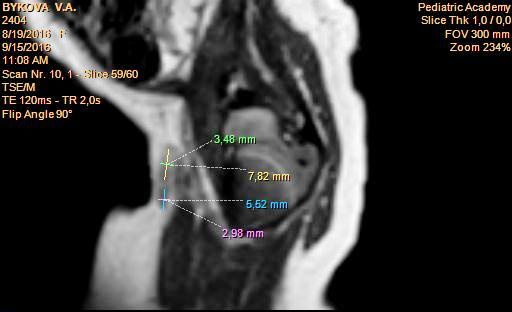 BYKOVA V.A.
2404
8/19/2016 F
9/15/2016
11:08 AM
Scan Nr. 10, 1 - Slice 59/60
TSE/M
TE 120ms - TR 2,0s
Flip Angle 90°
Pediatric Academy
Slice Thk 1,0 / 0,0
FOV 300 mm
Zoom 234%
3,48 mm
7,82 mm
5,52 mm
2,98 mm